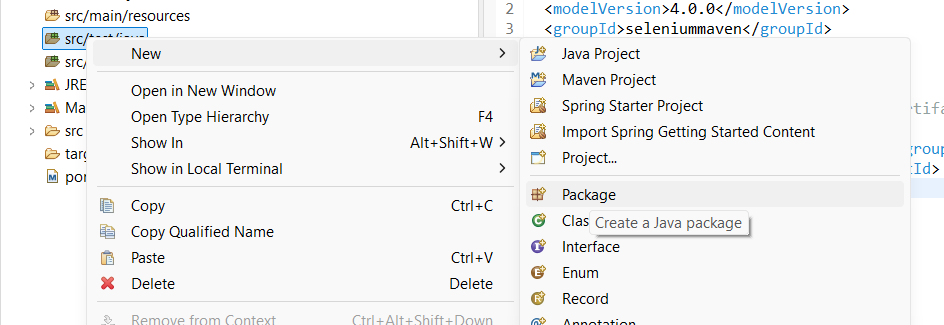 src/main/resources
src/test/java
src/
JRE
Ma
src
targ
pom
2 <modelVersion>4.0.0</modelVersion>
3 <groupId>seleniummaven</groupId>
New
Open in New Window
Open Type Hierarchy F4
Show In Alt+Shift+W
Show in Local Terminal
Copy Ctrl+C
Copy Qualified Name
Paste Ctrl+V
Delete Delete
Remove from Context Ctrl+Alt+Shift+Down
Java Project
Maven Project
Spring Starter Project
Import Spring Getting Started Content
Project...
Package
Clas
Create a Java package
Interface
Enum
Record
Annotation
rtifa
group
tId>